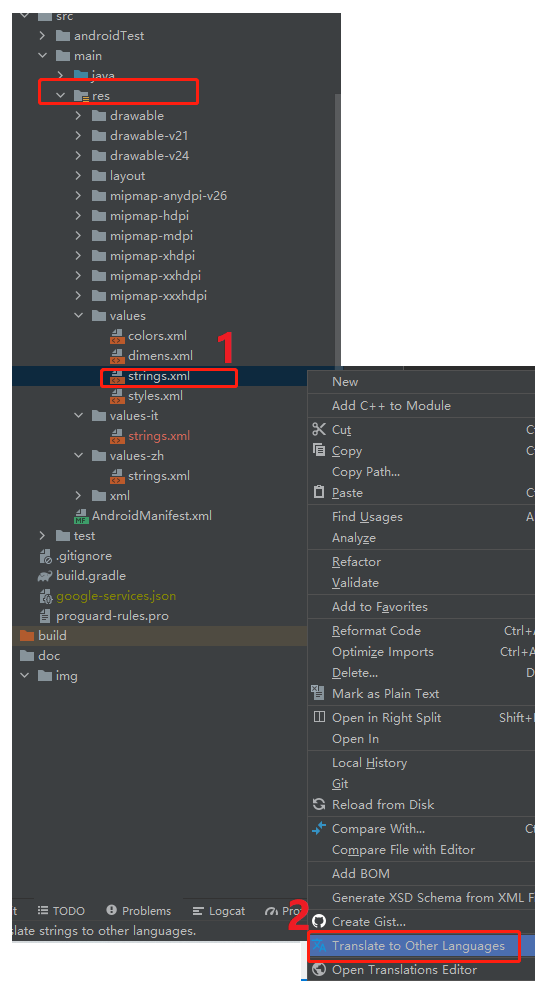 src
androidTest
main
java
res
drawable
drawable-v21
drawable-v24
layout
mipmap-anydpi-v26
mipmap-hdpi
mipmap-mdpi
mipmap-xhdpi
mipmap-xxhdpi
mipmap-xxxhdpi
values
colors.xml
1
dimens.xml
strings.xml
styles.xml
values-it
strings.xml
values-zh
strings.xml
xml
AndroidManifest.xml
test
.gitignore
build.gradle
google-services.json
proguard-rules.pro
build
doc
img
New
Add C++ to Module
Cut
Copy
Copy Path...
Paste
Find Usages
Analyze
Refactor
Validate
Add to Favorites
Reformat Code Ctrl+
Optimize Imports Ctrl+
Delete...
Mark as Plain Text
Open in Right Split Shift+
Open In
Local History
Git
Reload from Disk
Compare With...
Compare File with Editor
Add BOM
Generate XSD Schema from XML F
2
Create Gist...
Translate to Other Languages
Open Translations Editor
t TODO Problems Logcat Pro
late strings to other languages.